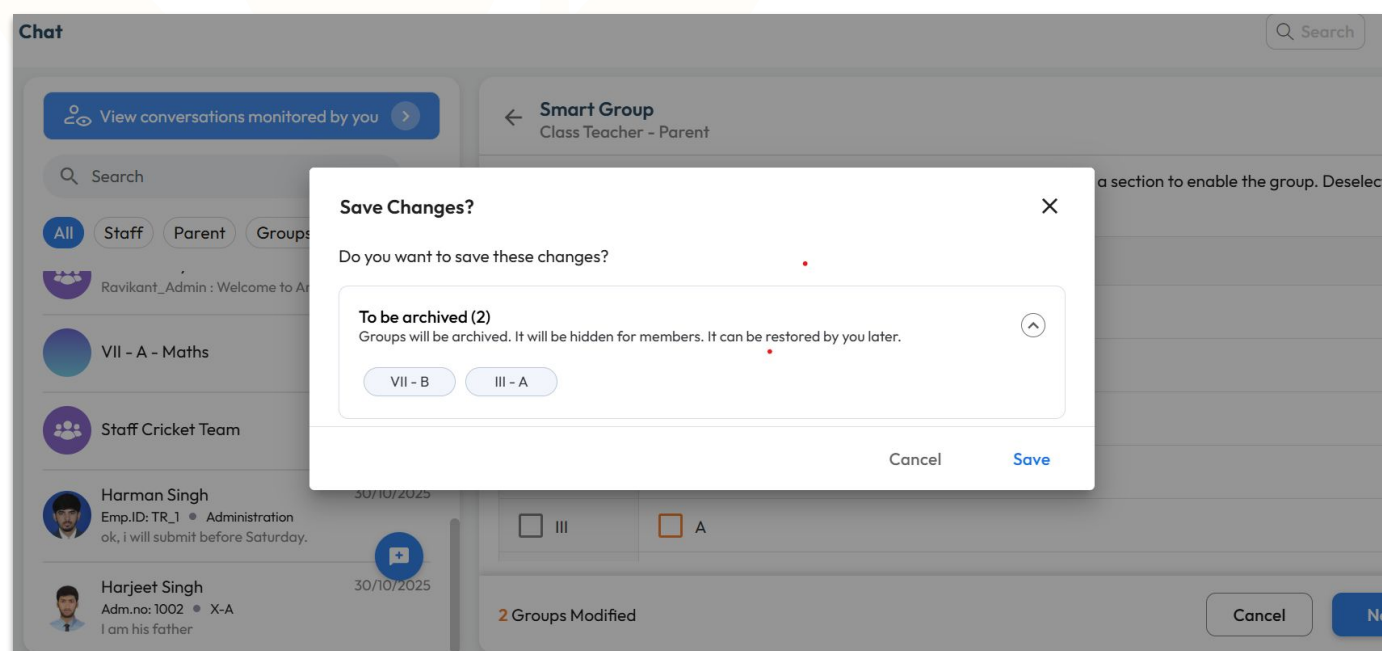 Chat
Search
View conversations monitored by you
Search
All Staff Parent Groups
Ravikant_Admin : Welcome to
VII - A - Maths
Staff Cricket Team
Harman Singh
30/10/2025
Emp.ID: TR_1 • Administration
ok, i will submit before Saturday.
Harjeet Singh
30/10/2025
Adm.no: 1002 • X-A
I am his father
Smart Group
Class Teacher - Parent
a section to enable the group. Deselec
Save Changes?
Do you want to save these changes?
To be archived (2)
Groups will be archived. It will be hidden for members. It can be restored by you later.
VII - B III - A
Cancel Save
III A
2 Groups Modified
Cancel